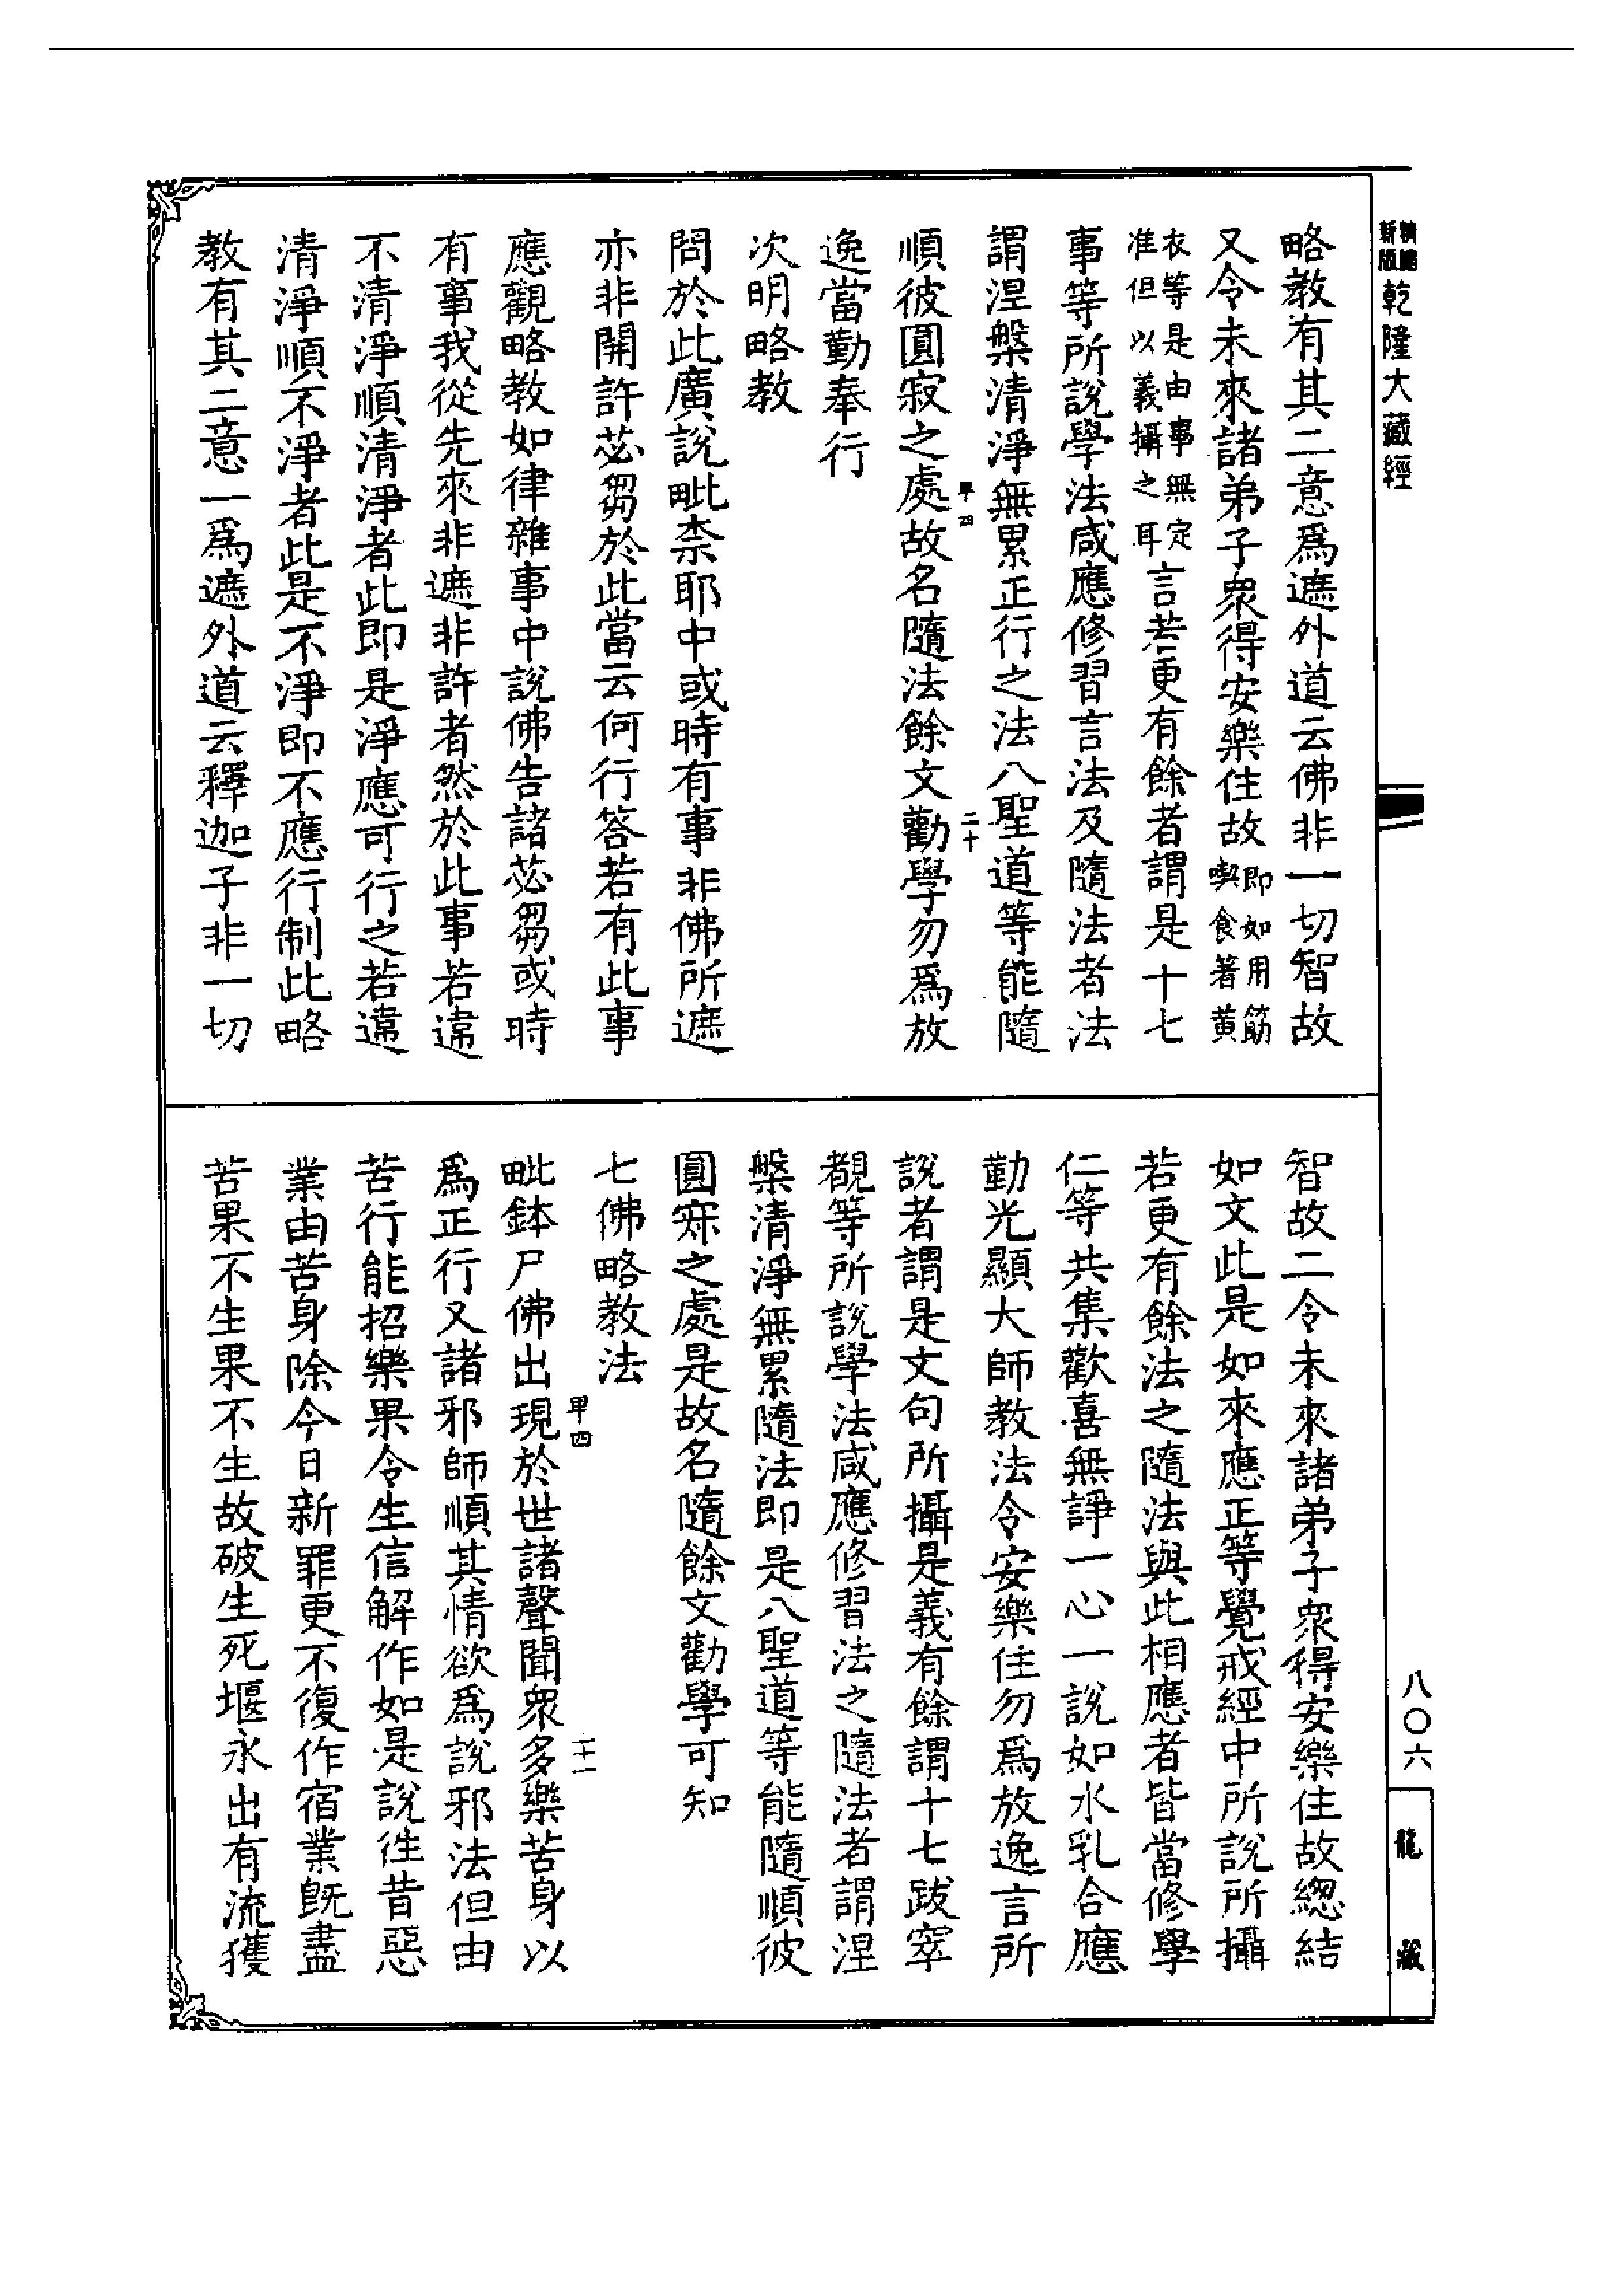 乾隆大藏經
略教有其二意爲遮外道云佛非一切智故
又令未來諸弟子衆得安樂住故即如用筋喫食著黄
衣等是由事無定准但以義攝之耳言若更有餘者謂是十七
事等所說學法咸應修習言法及隨法者法
謂涅槃清淨無累正行之法八聖道等能隨
順彼圓寂之處故名隨法餘文勸學勿爲放
逸當勤奉行
次明略教
問於此廣說毗柰耶中或時有事非佛所遮
亦非開許苾芻於此當云何行答若有此事
應觀略教如律雜事中說佛告諸苾芻或時
有事我從先來非遮非許者然於此事若違
不清淨順清淨者此即是淨應可行之若違
清淨順不淨者此是不淨即不應行制此略
教有其二意一爲遮外道云釋迦子非一切
二十
智故二令未來諸弟子衆得安樂住故緫結
如文此是如來應正等覺戒經中所說所攝
若更有餘法之隨法與此相應者皆當修學
仁等共集歡喜無諍一心一說如水乳合應
勤光顯大師教法令安樂住勿爲放逸言所
說者謂是文句所攝是義有餘謂十七跋窣
覩等所說學法咸應修習法之隨法者謂涅
槃清淨無累隨法即是八聖道等能隨順彼
圓寂之處是故名隨餘文勸學可知
七佛略教法
毗鉢尸佛出現於世諸聲聞衆多樂苦身以
爲正行又諸邪師順其情欲爲說邪法但由
苦行能招樂果令生信解作如是說徃昔惡
業由苦身除今日新罪更不復作宿業既盡
苦果不生果不生故破生死堰永出有流獲
甲四
二十一
八〇六
龍藏